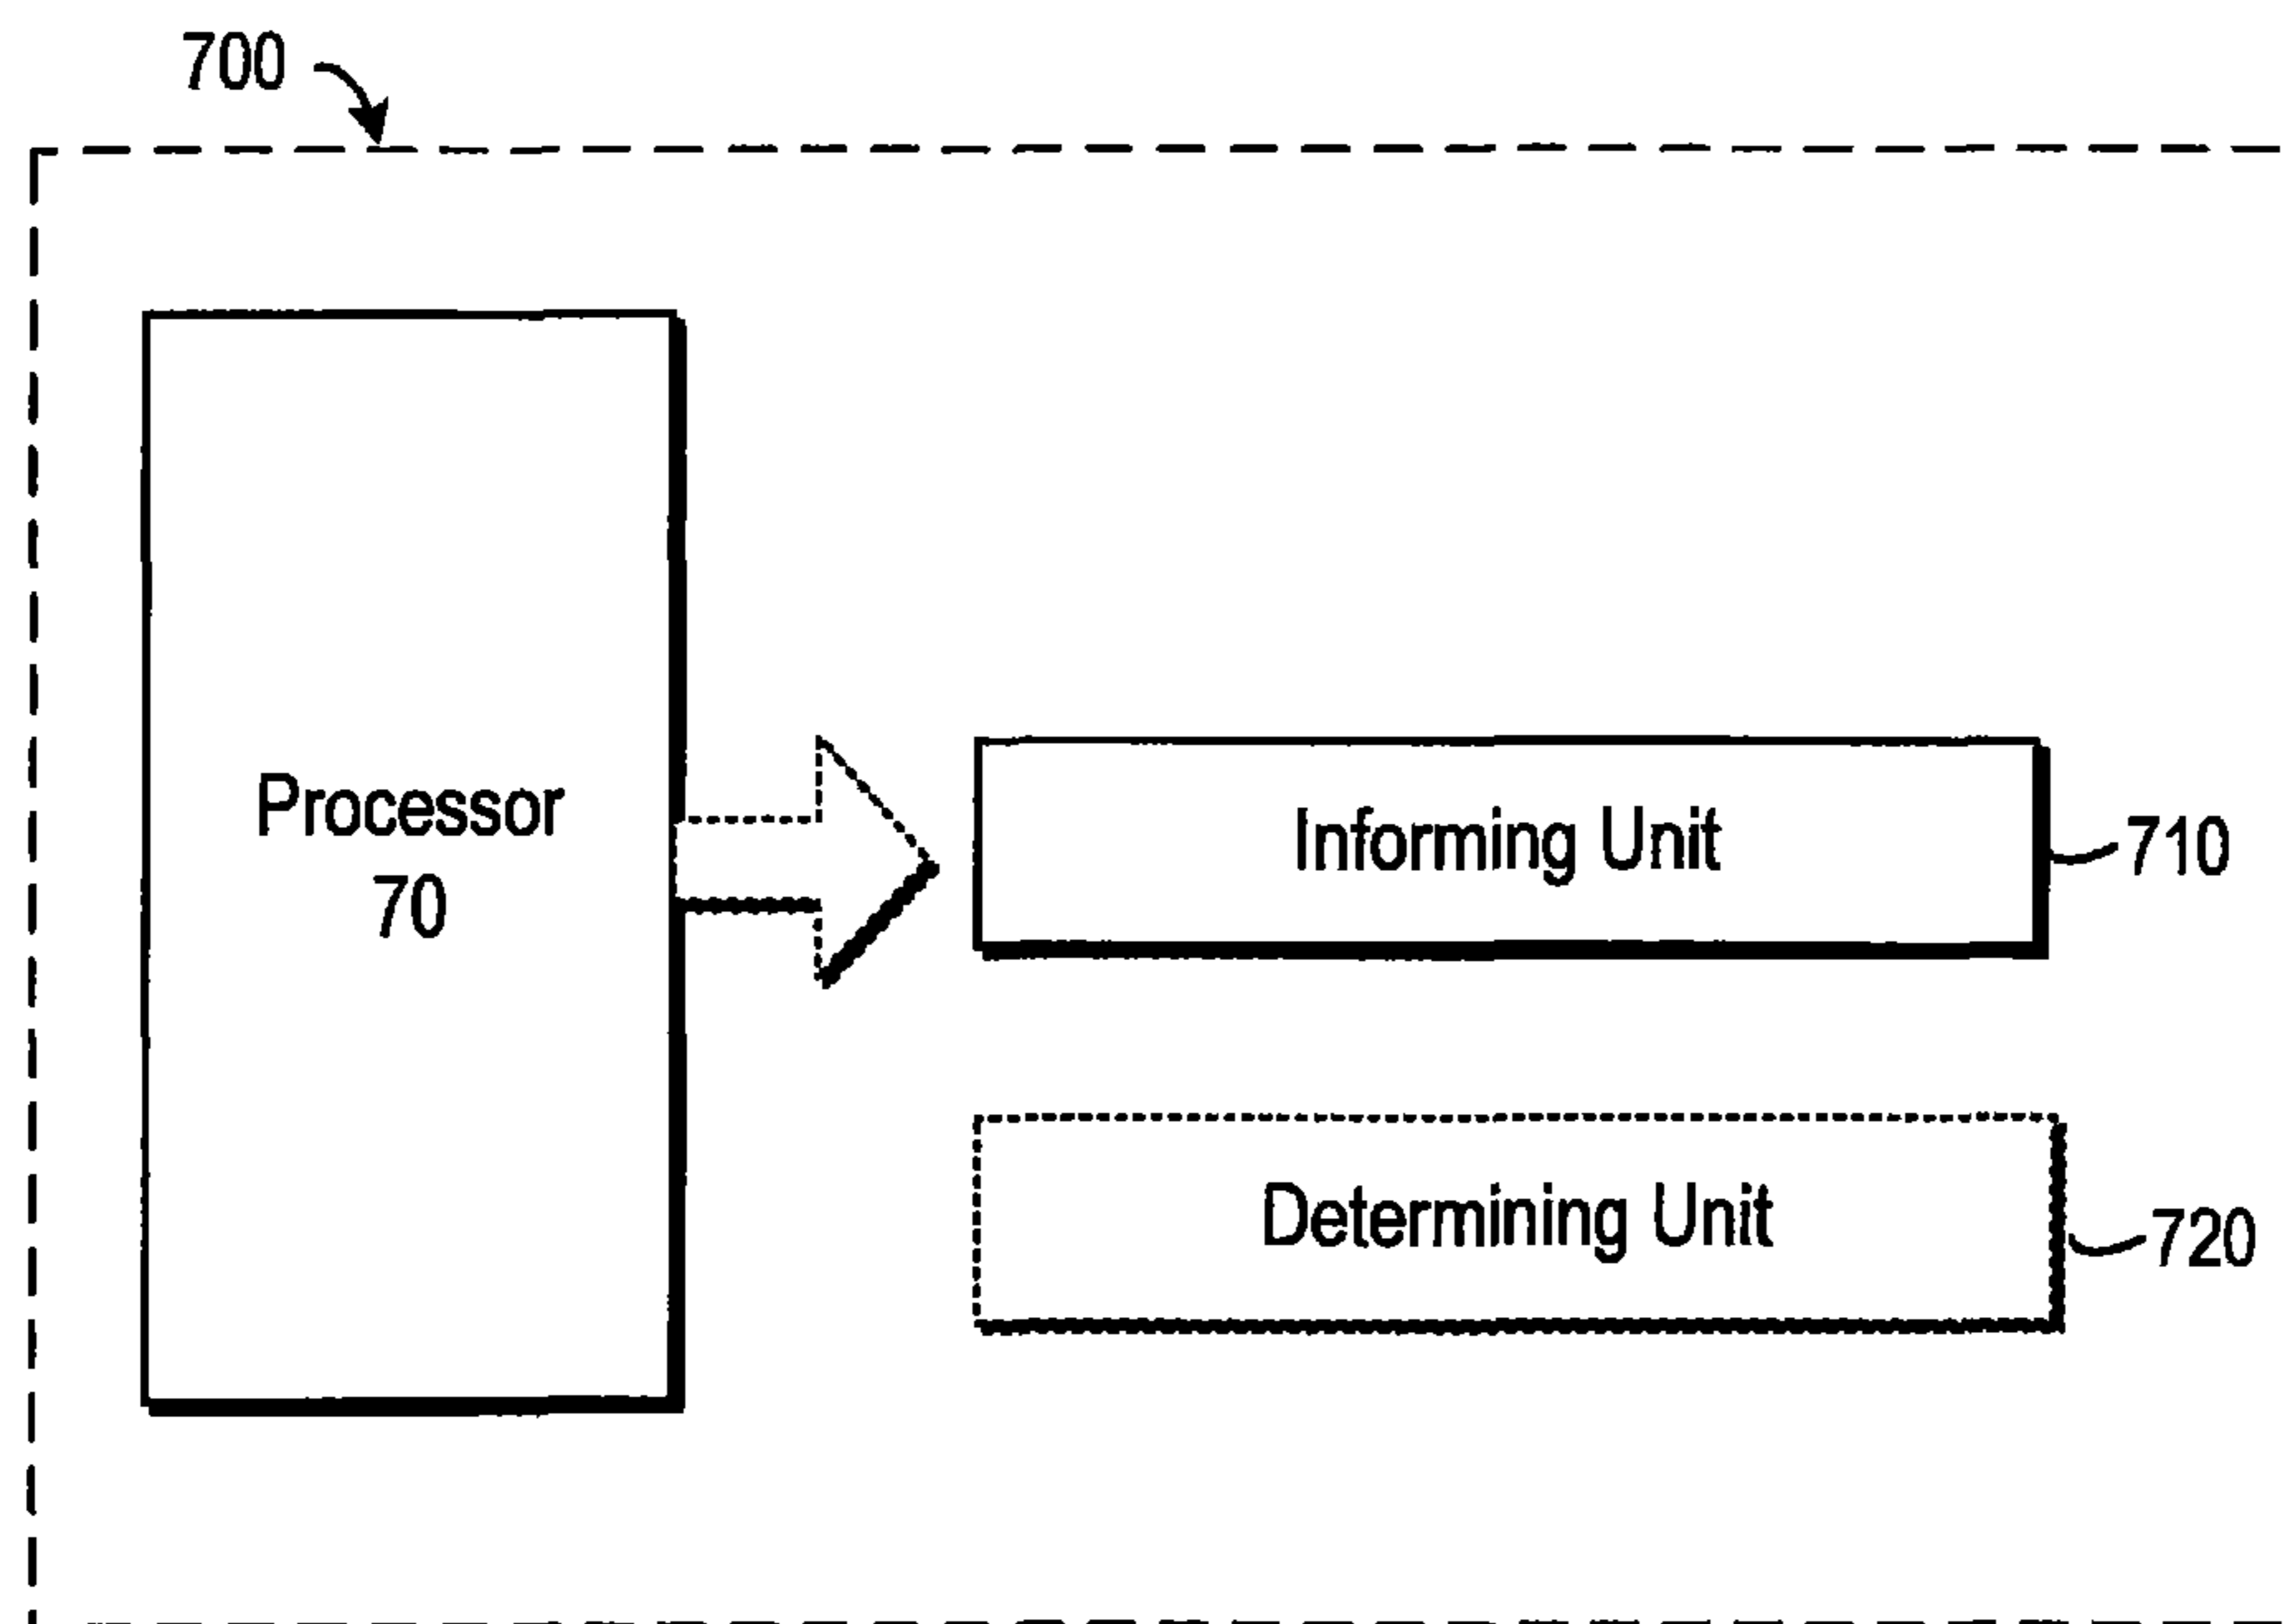 700
Processor
70
Informing Unit
710
Determining Unit
720